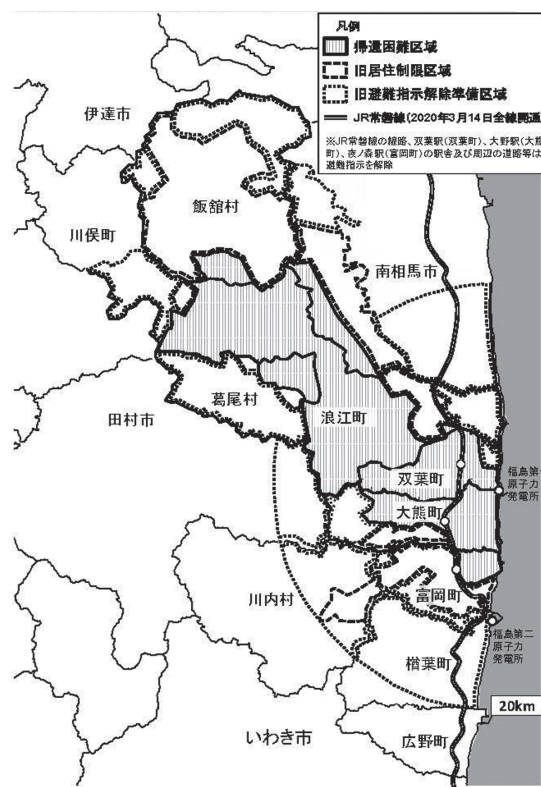 凡例
帰還困難区域
旧居住制限区域
旧避難指示解除準備区域
JR常磐線(2020年3月14日全線開通
※JR常磐線の線路、双葉駅(双葉町)、大野駅(大熊
町)、夜ノ森駅(富岡町)の駅舎及び周辺の道路等は
避難指示を解除
伊達市
飯舘村
川俣町
南相馬市
葛尾村
田村市
浪江町
双葉町
福島第一
原子力
発電所
大熊町
川内村
富岡町
福島第二
原子力
発電所
楢葉町
20km
いわき市
広野町